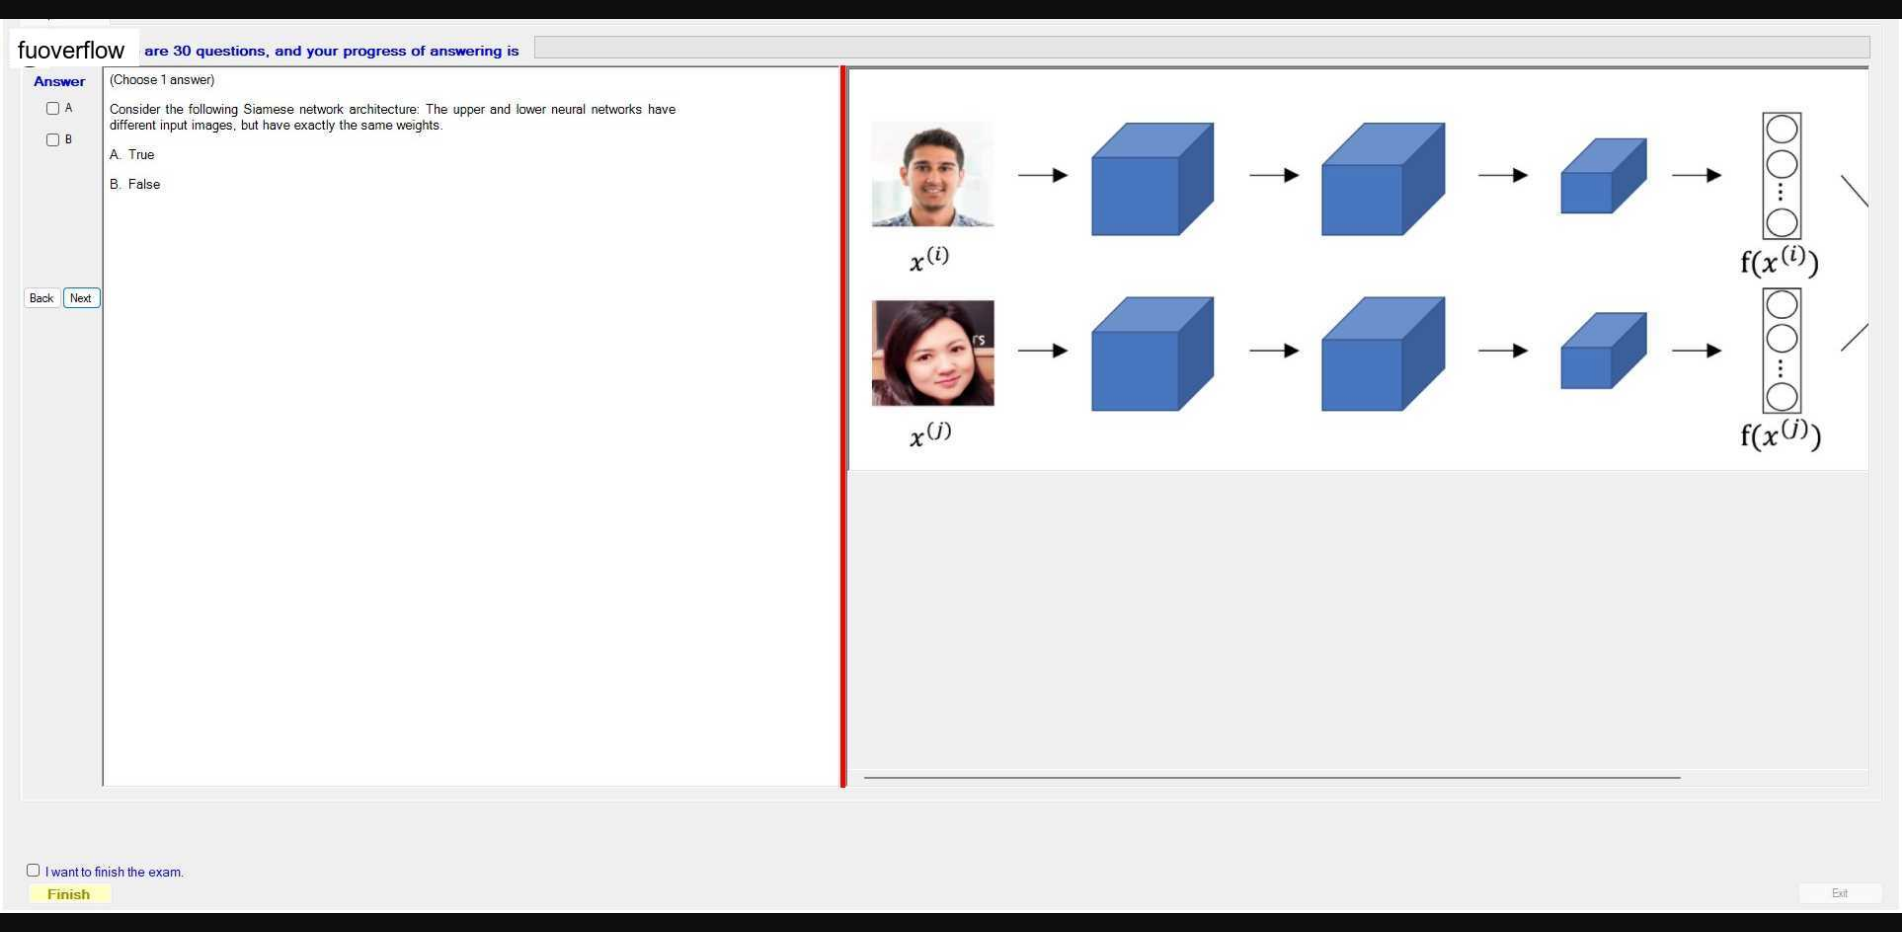 fuoverflow are 30 questions, and your progress of answering is
Answer
A
B
Back Next
(Choose 1 answer)
Consider the following Siamese network architecture: The upper and lower neural networks have
different input images, but have exactly the same weights.
A. True
B. False
x(i)
f(x(i))
rs
x(j)
f(x(j))
I want to finish the exam.
Finish
Exit